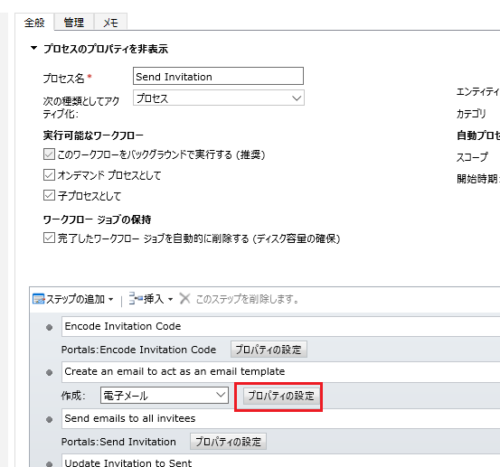 全般 管理 メモ
▼ プロセスのプロパティを非表示
プロセス名 * Send Invitation
次の種類としてアク プロセス
ティブ化:
エンティティ
カテゴリ
実行可能なワークフロー
自動プロセ
このワークフローをバックグラウンドで実行する (推奨)
スコープ
オンデマンド プロセスとして
開始時期:
子プロセスとして
ワークフロー ジョブの保持
完了したワークフロー ジョブを自動的に削除する (ディスク容量の確保)
ステップの追加 挿入 このステップを削除します。
Encode Invitation Code
Portals:Encode Invitation Code プロパティの設定
Create an email to act as an email template
作成: 電子メール プロパティの設定
Send emails to all invitees
Portals:Send Invitation プロパティの設定
Update Invitation to Sent